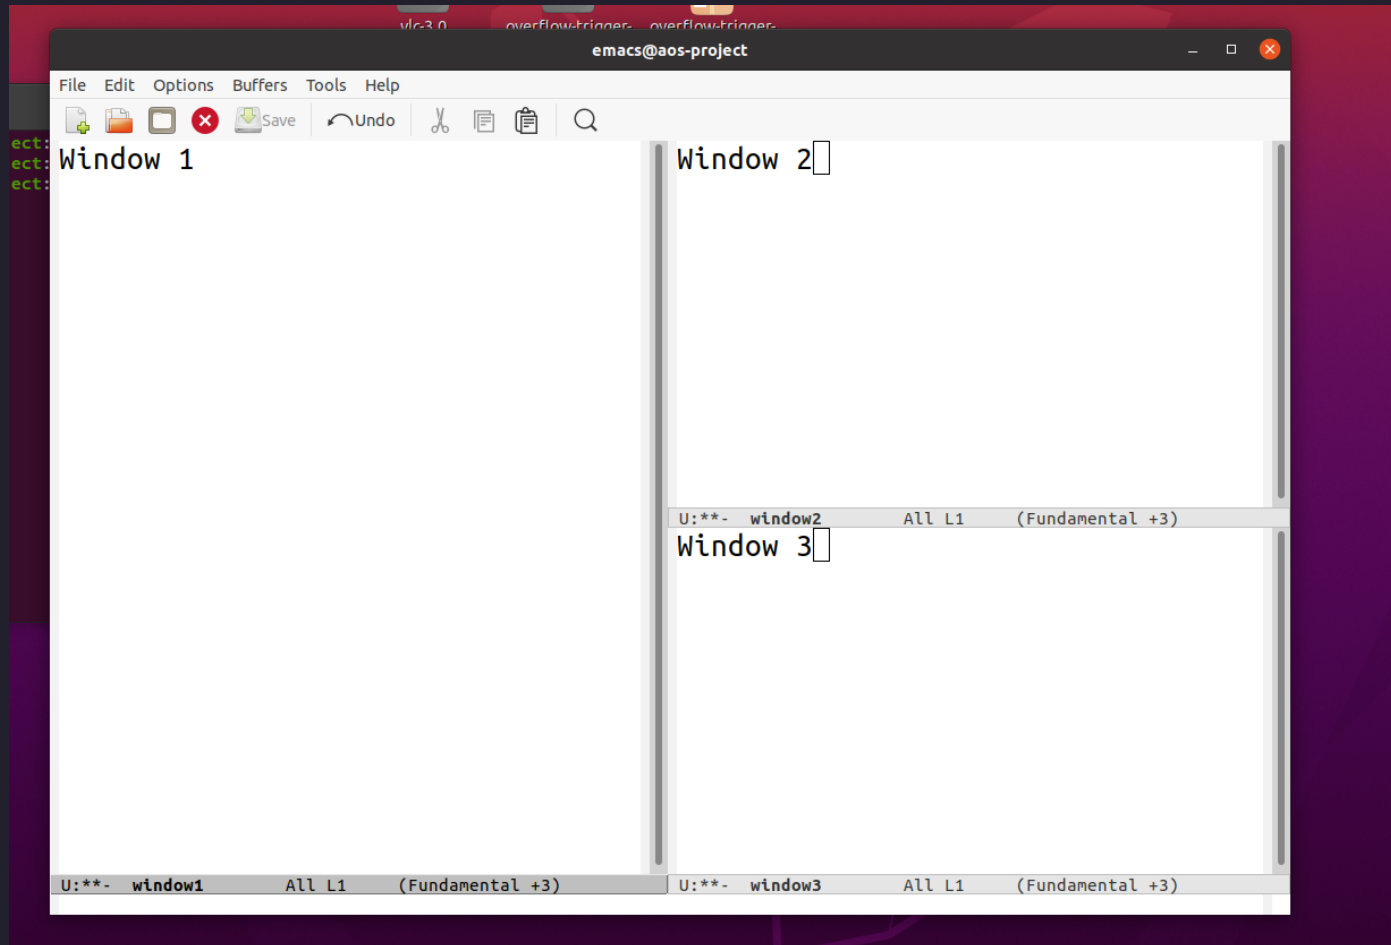 vlc-3.0
overflow-trigger-
overflow-trigger-
emacs@aos-project
File Edit Options Buffers Tools Help
Save
Undo
ect:
ect:
ect:
Window 1
Window 2
U:**- window2 All L1 (Fundamental +3)
Window 3
U:**- window1 All L1 (Fundamental +3)
U:**- window3 All L1 (Fundamental +3)